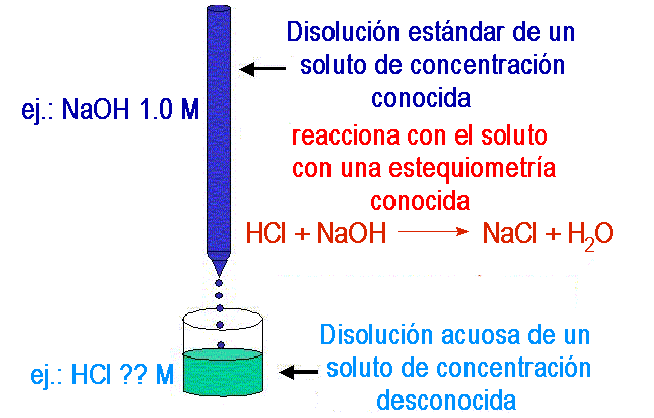 Disolución estándar de un
soluto de concentración
conocida
ej.: NaOH 1.0 M
reacciona con el soluto
con una estequiometría
conocida
HCl + NaOH → NaCl + H₂O
Disolución acuosa de un
soluto de concentración
desconocida
ej.: HCl ?? M